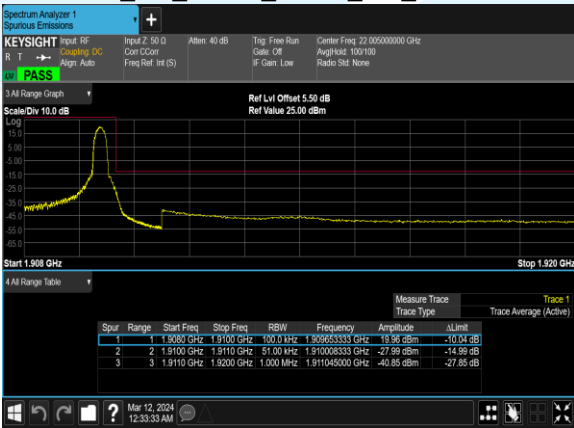 Spectrum Analyzer 1
Spurious Emissions
KEYSIGHT Input: RF Input Z: 50 Ω Atten: 40 dB Trig: Free Run Center Freq: 22.005000000 GHz
R T Coupling: DC Corr CCorr Gate: Off Avg|Hold: 100/100
Align: Auto Freq Ref: Int (S) IF Gain: Low Radio Std: None
LXI PASS
3 All Range Graph
Ref Lvl Offset 5.50 dB
Scale/Div 10.0 dB Ref Value 25.00 dBm
Log
15.0
5.00
-5.00
-15.0
-25.0
-35.0
-45.0
-55.0
-65.0
Start 1.908 GHz Stop 1.920 GHz
4 All Range Table
Measure Trace Trace 1
Trace Type Trace Average (Active)
Spur Range Start Freq Stop Freq RBW Frequency Amplitude ΔLimit
1 1 1.9080 GHz 1.9100 GHz 100.0 kHz 1.909653333 GHz 19.96 dBm -10.04 dB
2 2 1.9100 GHz 1.9110 GHz 51.00 kHz 1.910008333 GHz -27.99 dBm -14.99 dB
3 3 1.9110 GHz 1.9200 GHz 1.000 MHz 1.911045000 GHz -40.85 dBm -27.85 dB
Mar 12, 2024
12:33:33 AM